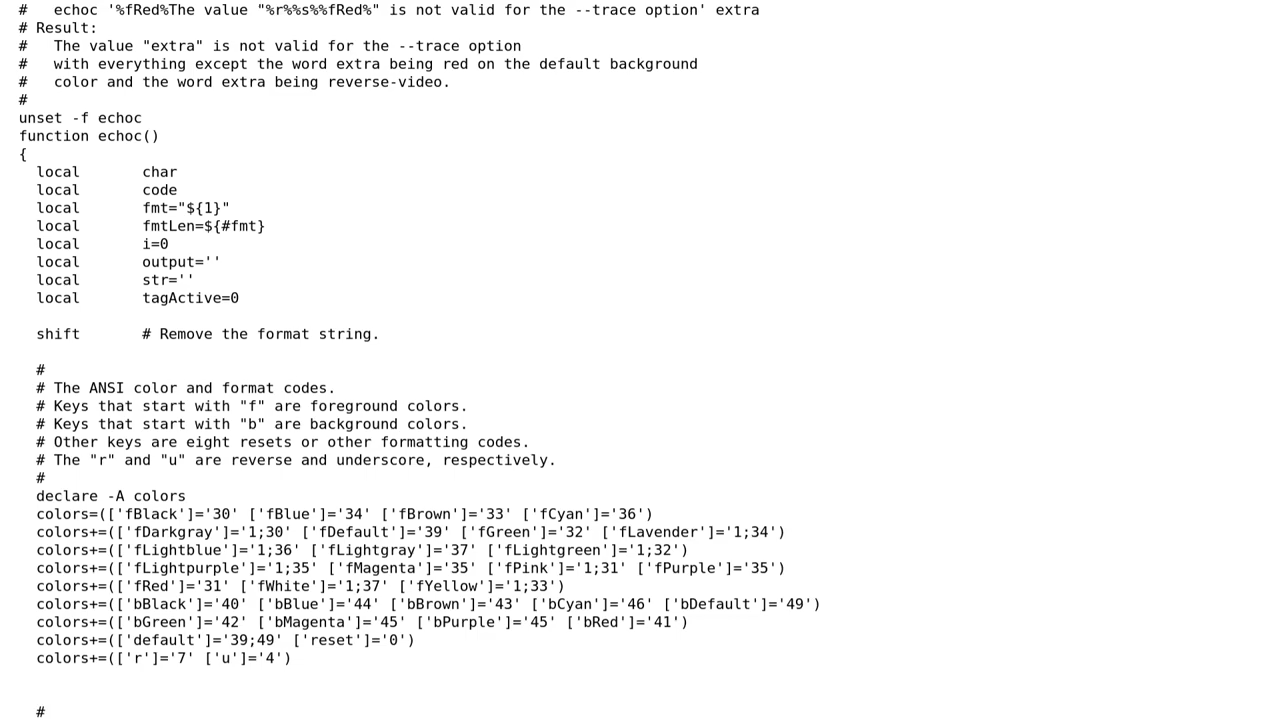 #   echo '%fRed%The value "%r%%s%%fRed%" is not valid for the --trace option' extra
# Result:
#   The value "extra" is not valid for the --trace option
#   with everything except the word extra being red on the default background
#   color and the word extra being reverse-video.
#
unset -f echoc
function echoc()
{
  local       char
  local       code
  local       fmt="${1}"
  local       fmtLen=${#fmt}
  local       i=0
  local       output=''
  local       str=''
  local       tagActive=0

  shift       # Remove the format string.

  #
  # The ANSI color and format codes.
  # Keys that start with "f" are foreground colors.
  # Keys that start with "b" are background colors.
  # Other keys are eight resets or other formatting codes.
  # The "r" and "u" are reverse and underscore, respectively.
  #
  declare -A colors
  colors=(['fBlack']='30' ['fBlue']='34' ['fBrown']='33' ['fCyan']='36')
  colors+=(['fDarkgray']='1;30' ['fDefault']='39' ['fGreen']='32' ['fLavender']='1;34')
  colors+=(['fLightblue']='1;36' ['fLightgray']='37' ['fLightgreen']='1;32')
  colors+=(['fLightpurple']='1;35' ['fMagenta']='35' ['fPink']='1;31' ['fPurple']='35')
  colors+=(['fRed']='31' ['fWhite']='1;37' ['fYellow']='1;33')
  colors+=(['bBlack']='40' ['bBlue']='44' ['bBrown']='43' ['bCyan']='46' ['bDefault']='49')
  colors+=(['bGreen']='42' ['bMagenta']='45' ['bPurple']='45' ['bRed']='41')
  colors+=(['default']='39;49' ['reset']='0')
  colors+=(['r']='7' ['u']='4')


  #